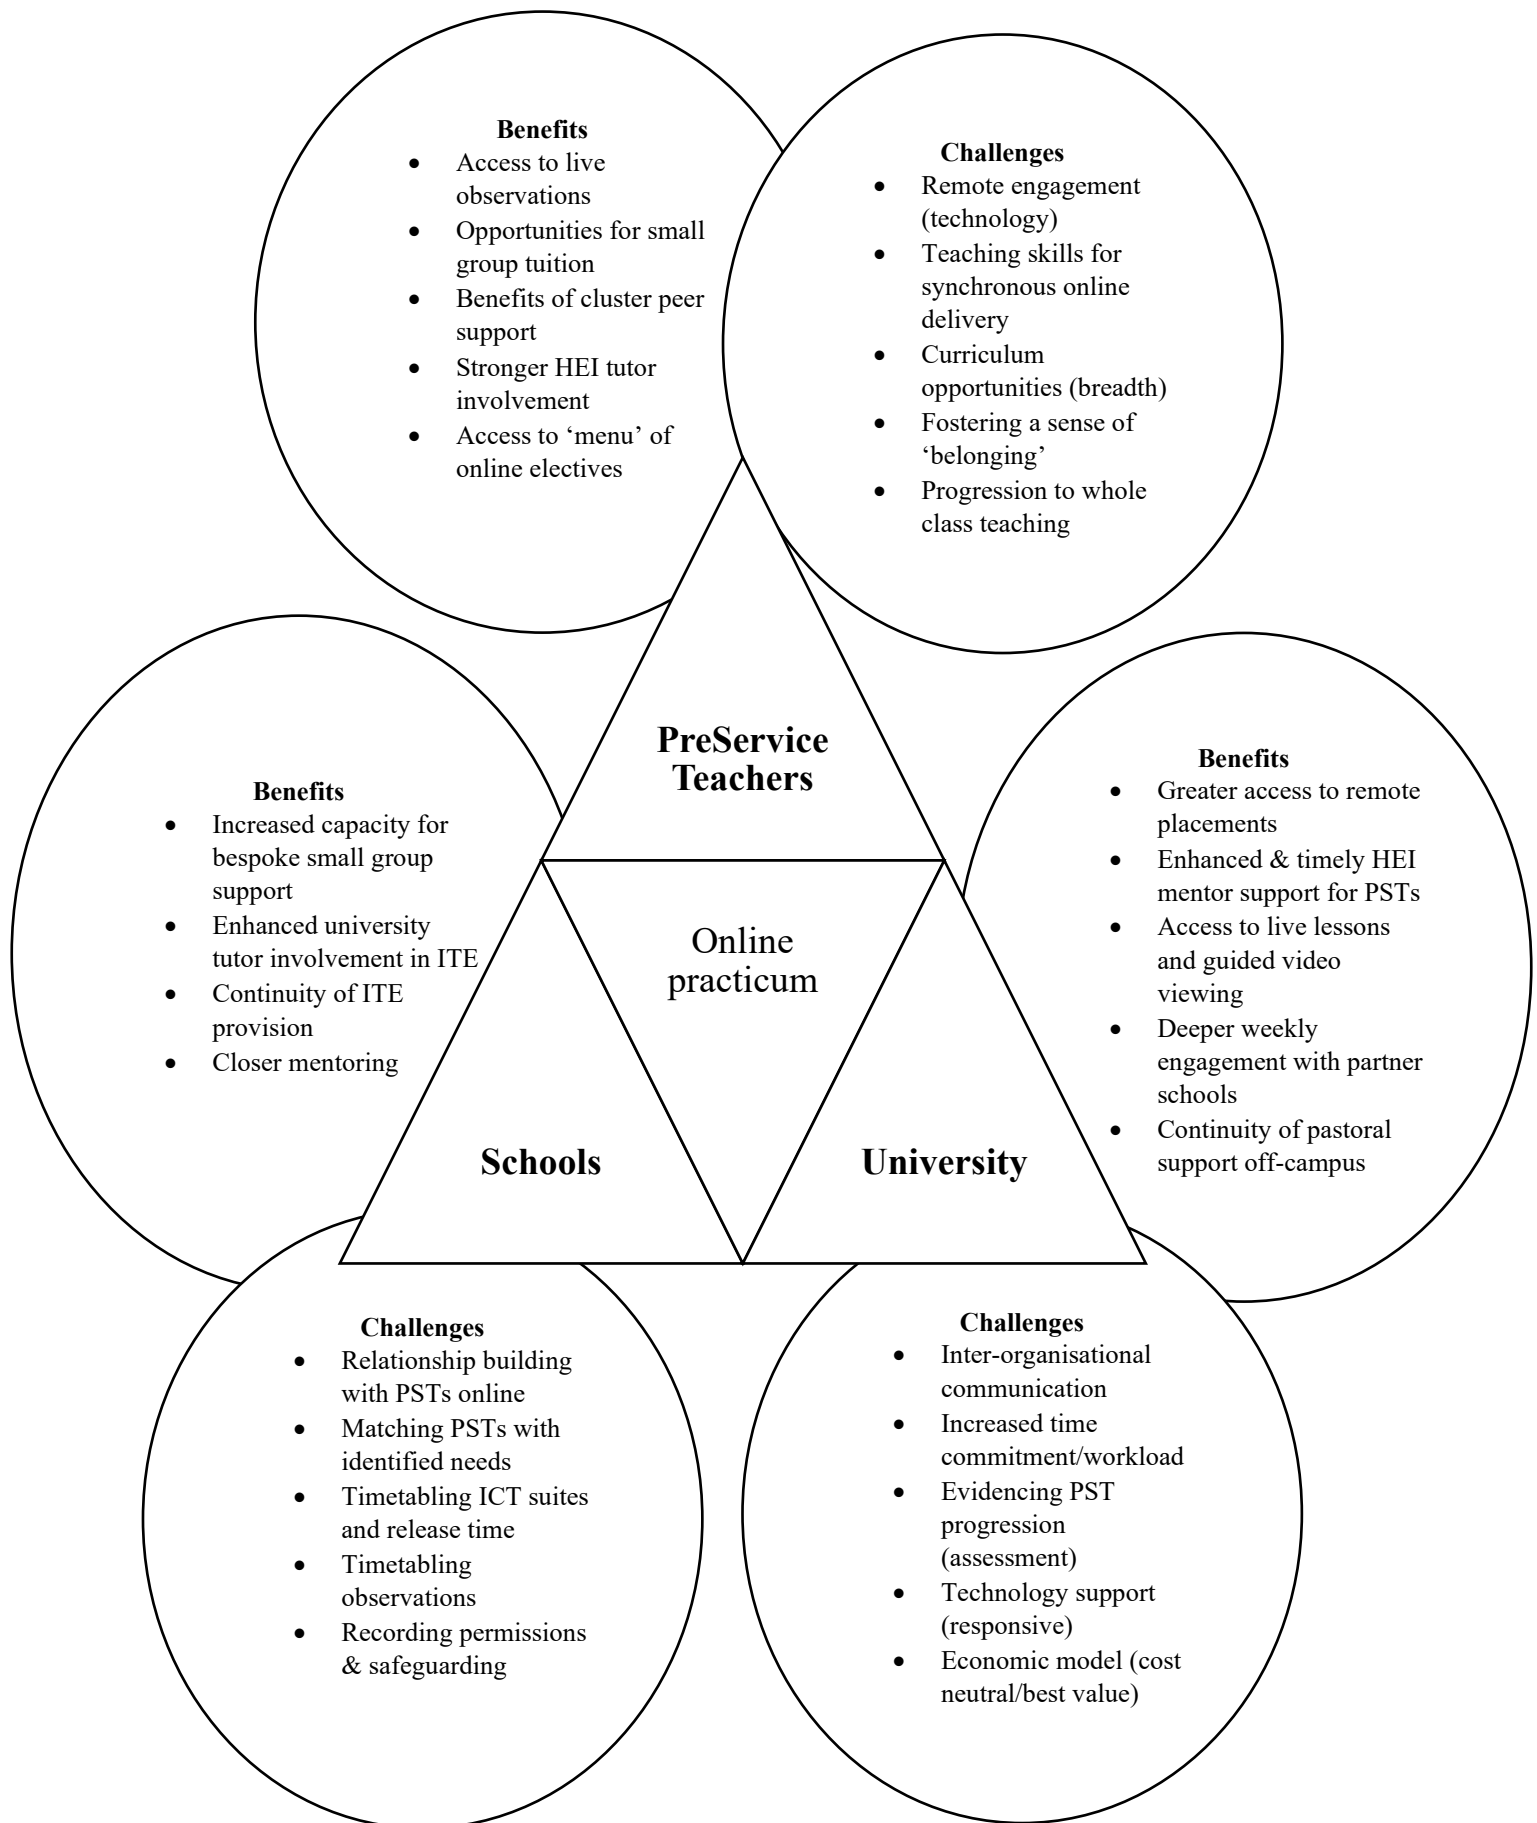 Benefits
• Access to live
observations
• Opportunities for small
group tuition
• Benefits of cluster peer
support
• Stronger HEI tutor
involvement
• Access to ‘menu’ of
online electives
Challenges
• Remote engagement
(technology)
• Teaching skills for
synchronous online
delivery
• Curriculum
opportunities (breadth)
• Fostering a sense of
‘belonging’
• Progression to whole
class teaching
PreService
Teachers
Benefits
• Increased capacity for
bespoke small group
support
• Enhanced university
tutor involvement in ITE
• Continuity of ITE
provision
• Closer mentoring
Online
practicum
Benefits
• Greater access to remote
placements
• Enhanced & timely HEI
mentor support for PSTs
• Access to live lessons
and guided video
viewing
• Deeper weekly
engagement with partner
schools
• Continuity of pastoral
support off-campus
Schools
University
Challenges
• Relationship building
with PSTs online
• Matching PSTs with
identified needs
• Timetabling ICT suites
and release time
• Timetabling
observations
• Recording permissions
& safeguarding
Challenges
• Inter-organisational
communication
• Increased time
commitment/workload
• Evidencing PST
progression
(assessment)
• Technology support
(responsive)
• Economic model (cost
neutral/best value)